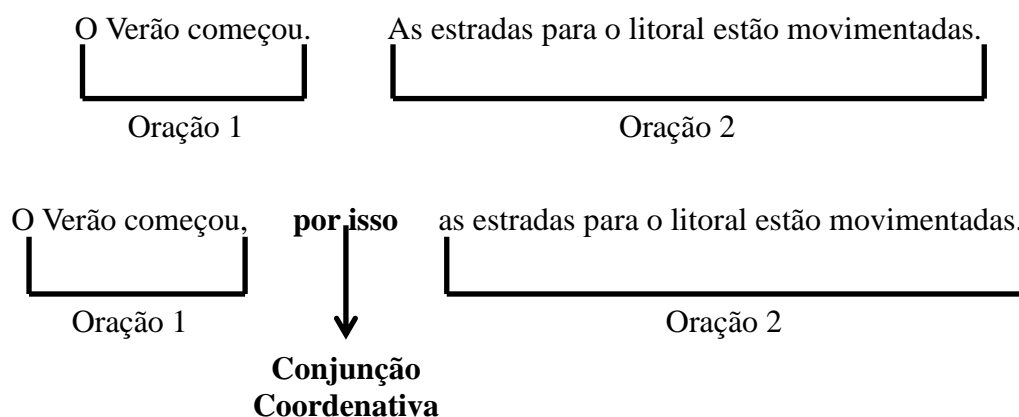 O Verão começou. As estradas para o litoral estão movimentadas.
Oração 1 Oração 2
O Verão começou, por isso as estradas para o litoral estão movimentadas.
Oração 1 Oração 2
Conjunção
Coordenativa